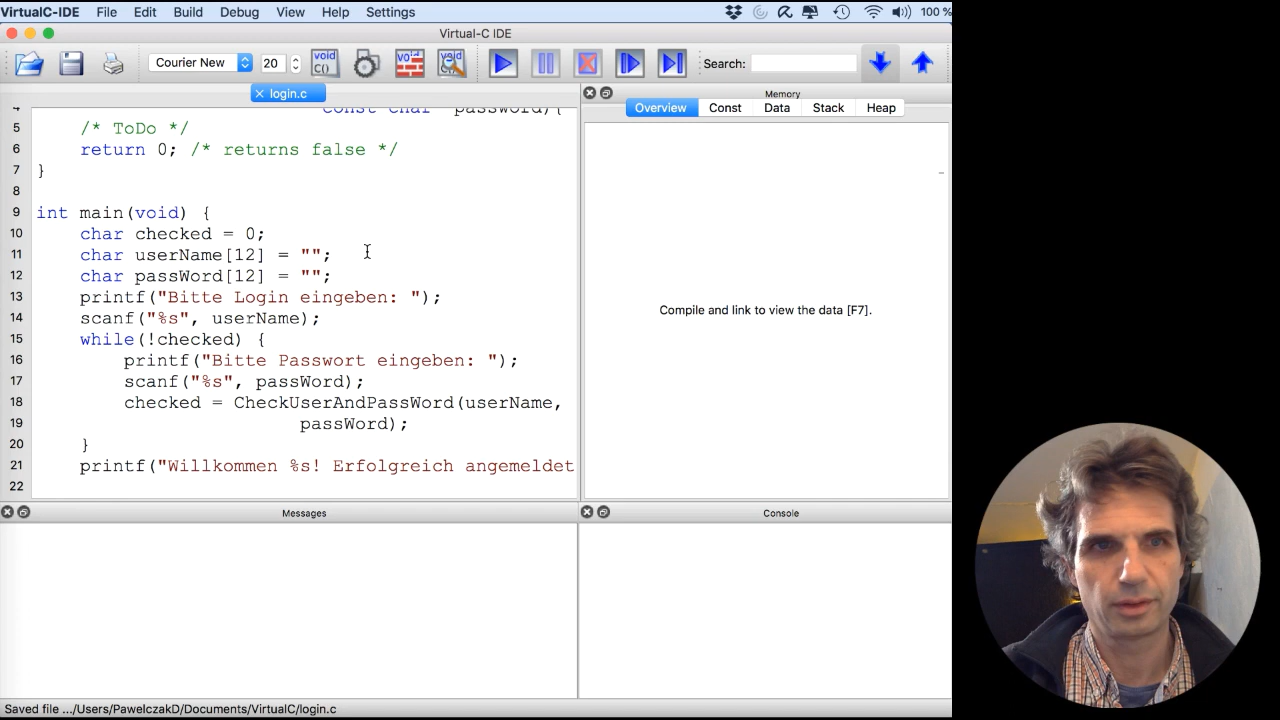 VirtualC-IDE File Edit Build Debug View Help Settings 100 %
Virtual-C IDE
Courier New 20 void C() Search:
login.c
Memory
Overview Const Data Stack Heap
4 const char password){
5 /* ToDo */
6 return 0; /* returns false */
7 }
8
9 int main(void) {
10 char checked = 0;
11 char userName[12] = "";
12 char passWord[12] = "";
13 printf("Bitte Login eingeben: ");
14 scanf("%s", userName);
15 while(!checked) {
16 printf("Bitte Passwort eingeben: ");
17 scanf("%s", passWord);
18 checked = CheckUserAndPassWord(userName,
19 passWord);
20 }
21 printf("Willkommen %s! Erfolgreich angemeldet
22
Compile and link to view the data [F7].
Messages
Console
Saved file .../Users/PawelczakD/Documents/VirtualC/login.c